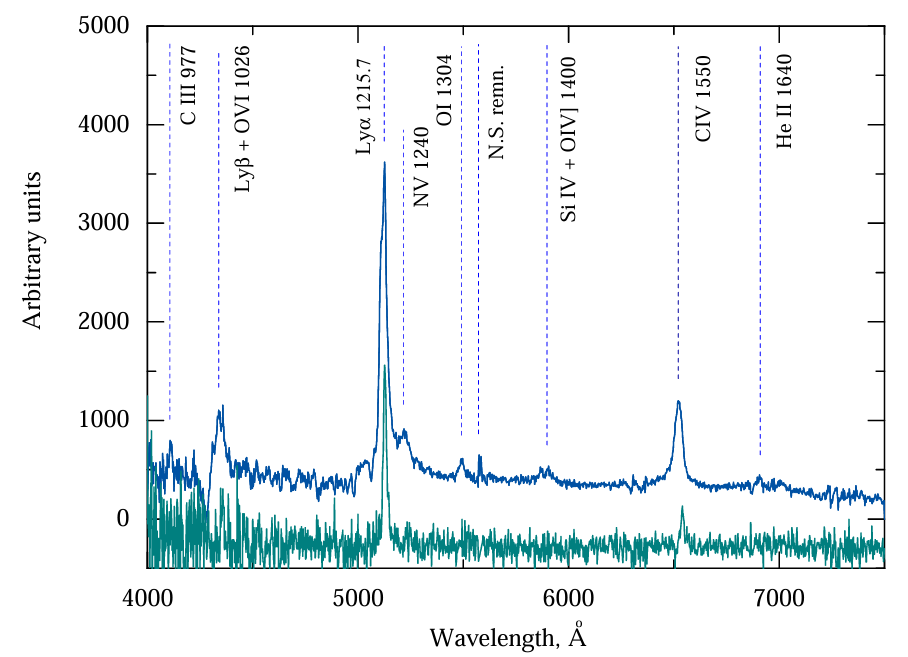 5000
4000
3000
2000
1000
0
Arbitrary units
C III 977
Lyβ + OVI 1026
Lyα 1215.7
NV 1240
OI 1304
N.S. remn.
Si IV + OIV] 1400
CIV 1550
He II 1640
4000 5000 6000 7000
Wavelength, Å